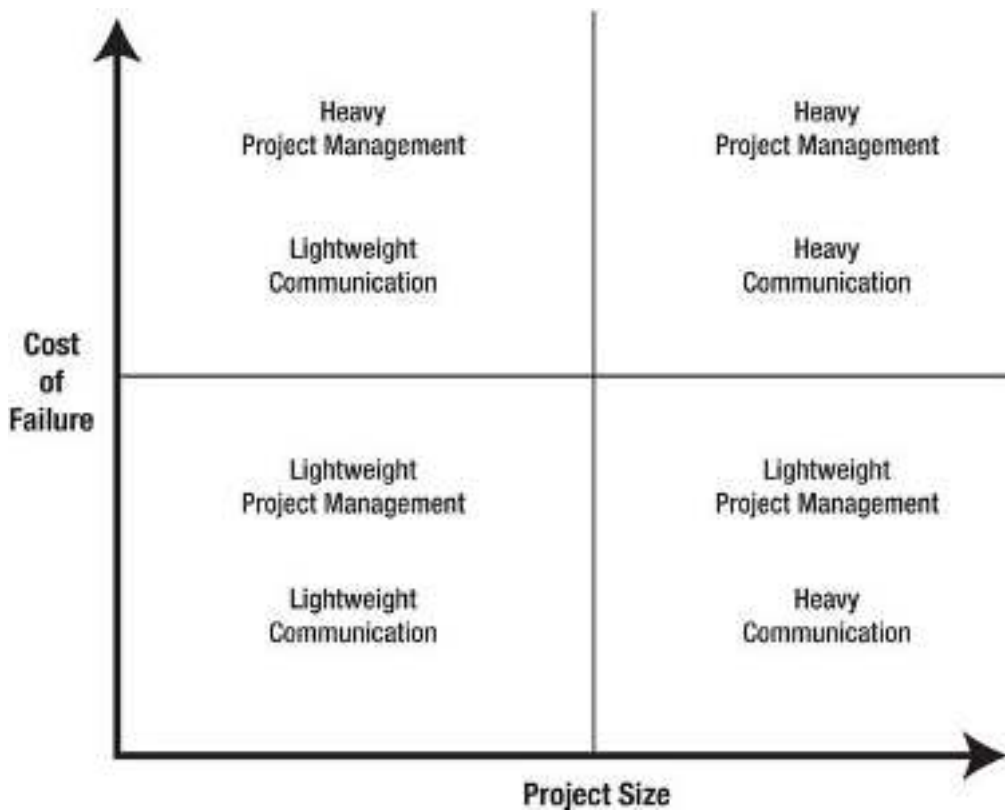 Heavy
Project Management
Heavy
Project Management
Lightweight
Communication
Heavy
Communication
Cost
of
Failure
Lightweight
Project Management
Lightweight
Project Management
Lightweight
Communication
Heavy
Communication
Project Size